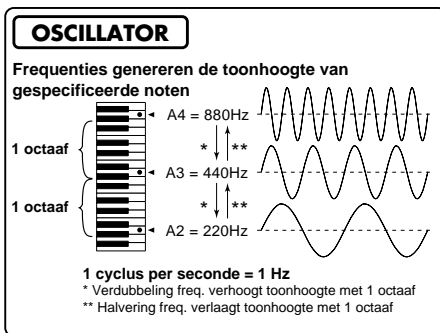 OSCILLATOR
Frequenties genereren de toonhoogte van
gespecificeerde noten
A4 = 880Hz
1 octaaf
* **
A3 = 440Hz
1 octaaf
* **
A2 = 220Hz
1 cyclus per seconde = 1 Hz
* Verdubbeling freq. verhoogt toonhoogte met 1 octaaf
** Halvering freq. verlaagt toonhoogte met 1 octaaf